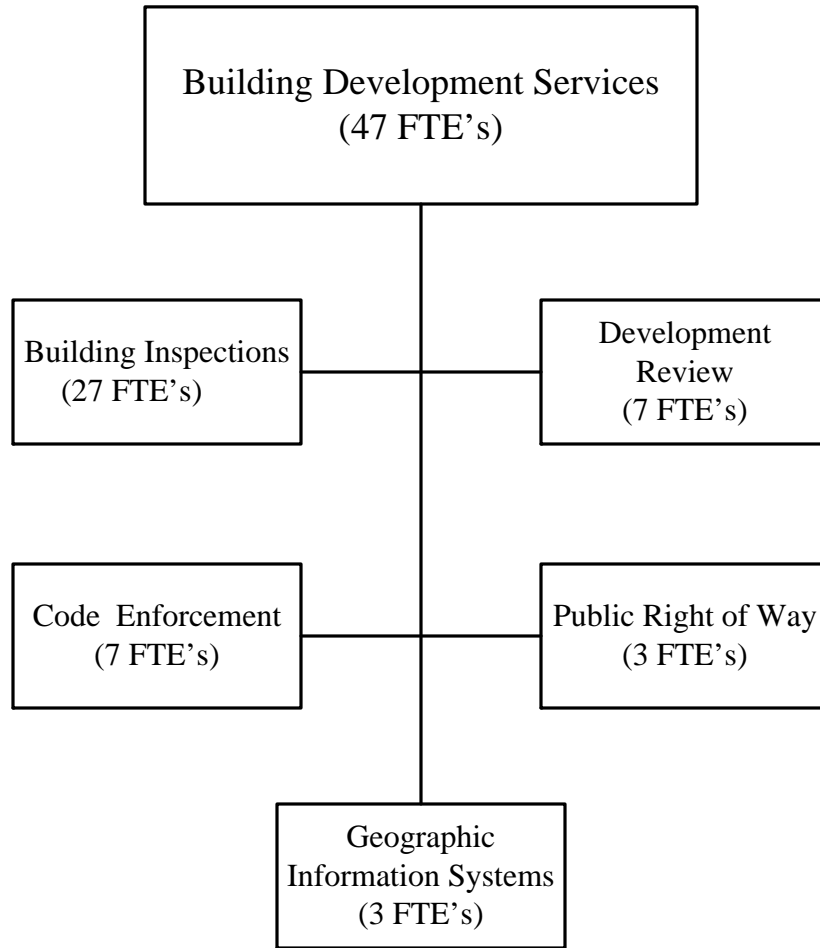 Building Development Services
(47 FTE’s)
Building Inspections
(27 FTE’s)
Development
Review
(7 FTE’s)
Code  Enforcement
(7 FTE’s)
Public Right of Way
(3 FTE’s)
Geographic
Information Systems
(3 FTE’s)